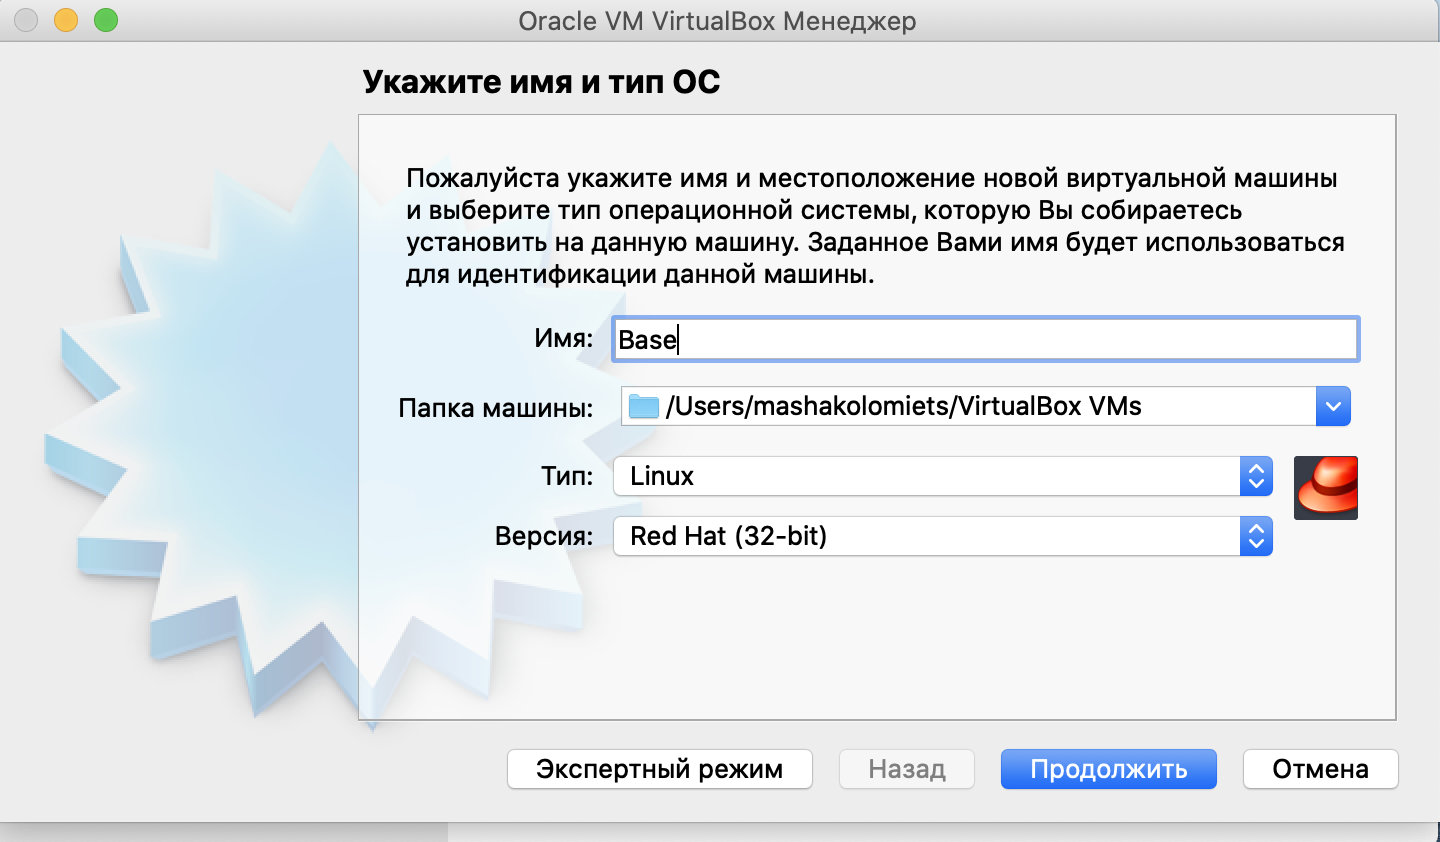 Oracle VM VirtualBox Менеджер
Укажите имя и тип ОС
Пожалуйста укажите имя и местоположение новой виртуальной машины
и выберите тип операционной системы, которую Вы собираетесь
установить на данную машину. Заданное Вами имя будет использоваться
для идентификации данной машины.
Имя: Base
Папка машины: /Users/mashakolomiets/VirtualBox VMs
Тип: Linux
Версия: Red Hat (32-bit)
Экспертный режим Назад Продолжить Отмена